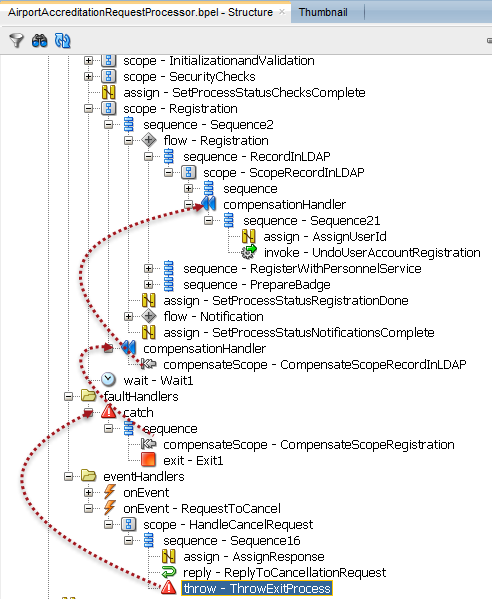 AirportAccreditationRequestProcessor.bpel - Structure
Thumbnail
scope - InitializationandValidation
scope - SecurityChecks
assign - SetProcessStatusChecksComplete
scope - Registration
sequence - Sequence2
flow - Registration
sequence - RecordInLDAP
scope - ScopeRecordInLDAP
sequence
compensationHandler
sequence - Sequence21
assign - AssignUserId
invoke - UndoUserAccountRegistration
sequence - RegisterWithPersonnelService
sequence - PrepareBadge
assign - SetProcessStatusRegistrationDone
flow - Notification
assign - SetProcessStatusNotificationsComplete
compensationHandler
compensateScope - CompensateScopeRecordInLDAP
wait - Wait1
faultHandlers
catch
sequence
compensateScope - CompensateScopeRegistration
exit - Exit1
eventHandlers
onEvent
onEvent - RequestToCancel
scope - HandleCancelRequest
sequence - Sequence16
assign - AssignResponse
reply - ReplyToCancellationRequest
throw - ThrowExitProcess